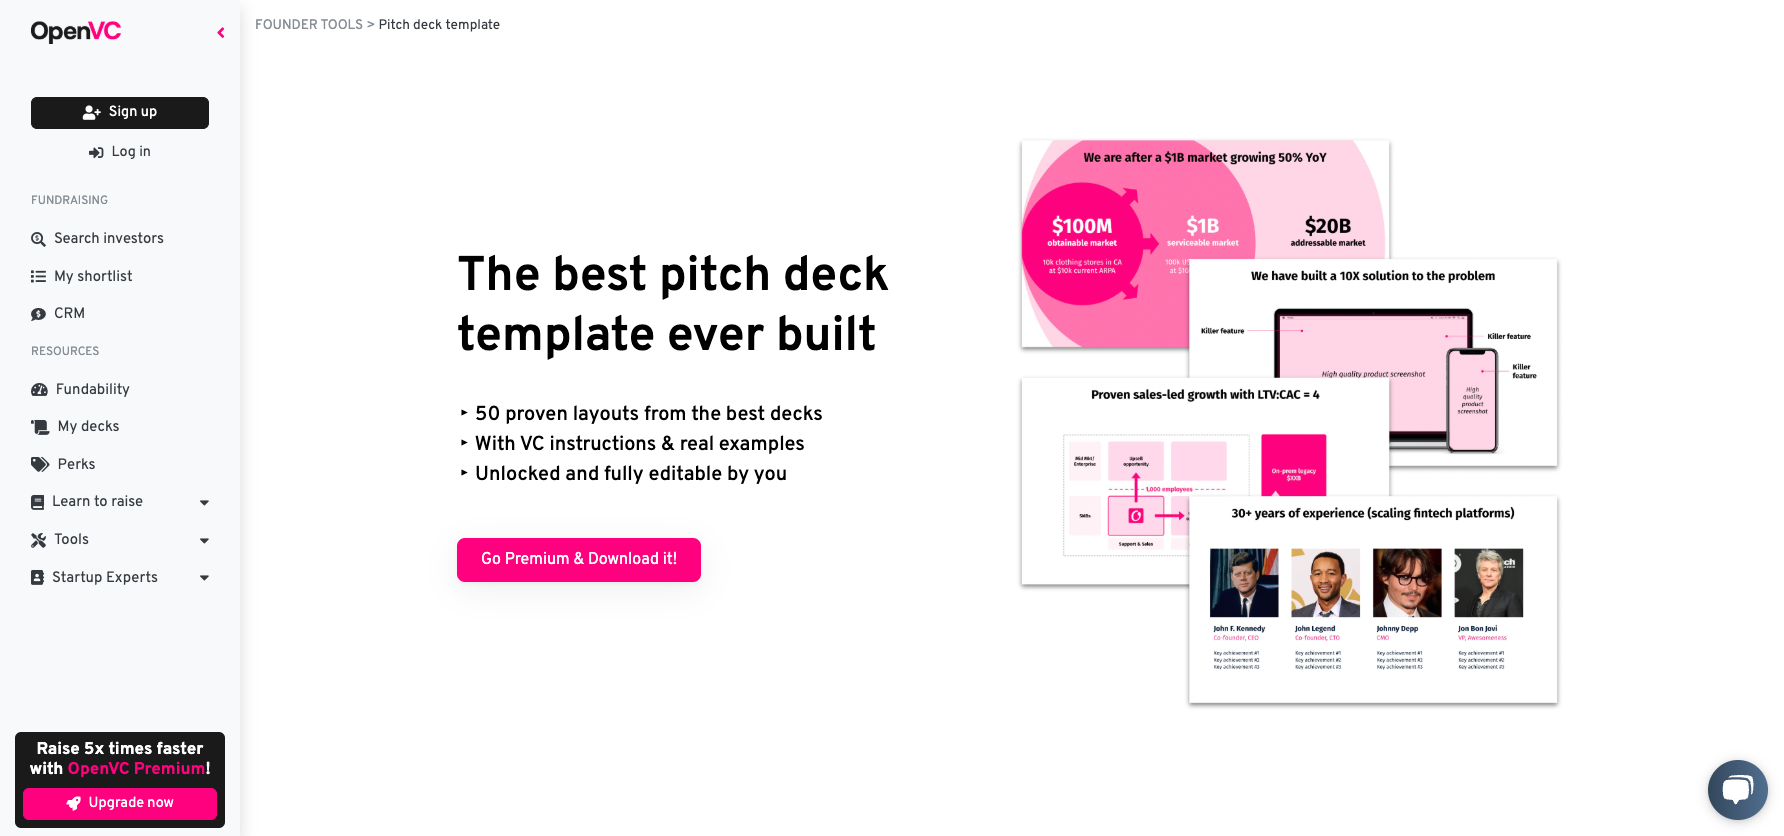 OpenVC
Sign up
Log in
FUNDRAISING
Search investors
My shortlist
CRM
RESOURCES
Fundability
My decks
Perks
Learn to raise
Tools
Startup Experts
Raise 5x times faster
with OpenVC Premium!
Upgrade now
FOUNDER TOOLS > Pitch deck template
The best pitch deck
template ever built
‣ 50 proven layouts from the best decks
‣ With VC instructions & real examples
‣ Unlocked and fully editable by you
Go Premium & Download it!
We are after a $1B market growing 50% YoY
$100M
obtainable market
10k clothing stores in CA
at $10k current ARPA
$1B
serviceable market
100k US
at $10
$20B
addressable market
We have built a 10X solution to the problem
Killer feature
Killer feature
Killer
feature
High quality product screenshot
High
quality
product
screenshot
Proven sales-led growth with LTV:CAC = 4
Mid Mkt/
Enterprise
Upsell
opportunity
On-prem legacy
$XXB
1,000 employees
SMBs
Support & Sales
30+ years of experience (scaling fintech platforms)
John F. Kennedy
Co-founder, CEO
Key achievement #1
Key achievement #2
Key achievement #3
John Legend
Co-founder, CTO
Key achievement #1
Key achievement #2
Key achievement #3
Johnny Depp
CMO
Key achievement #1
Key achievement #2
Key achievement #3
Jon Bon Jovi
VP, Awesomeness
Key achievement #1
Key achievement #2
Key achievement #3